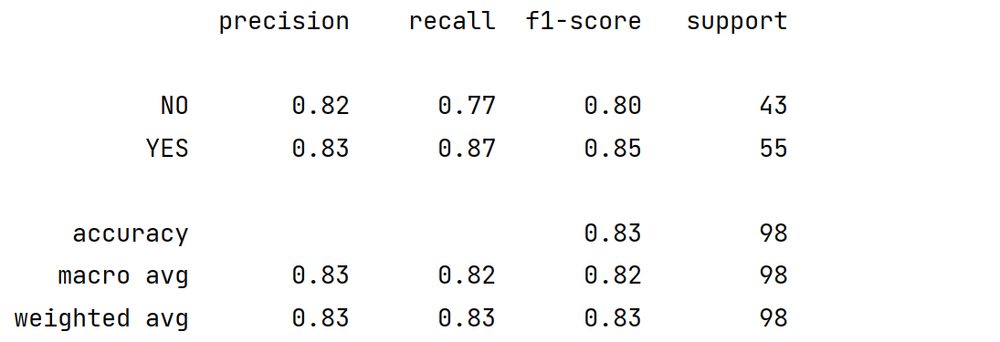 precision recall f1-score support
NO 0.82 0.77 0.80 43
YES 0.83 0.87 0.85 55
accuracy 0.83 98
macro avg 0.83 0.82 0.82 98
weighted avg 0.83 0.83 0.83 98